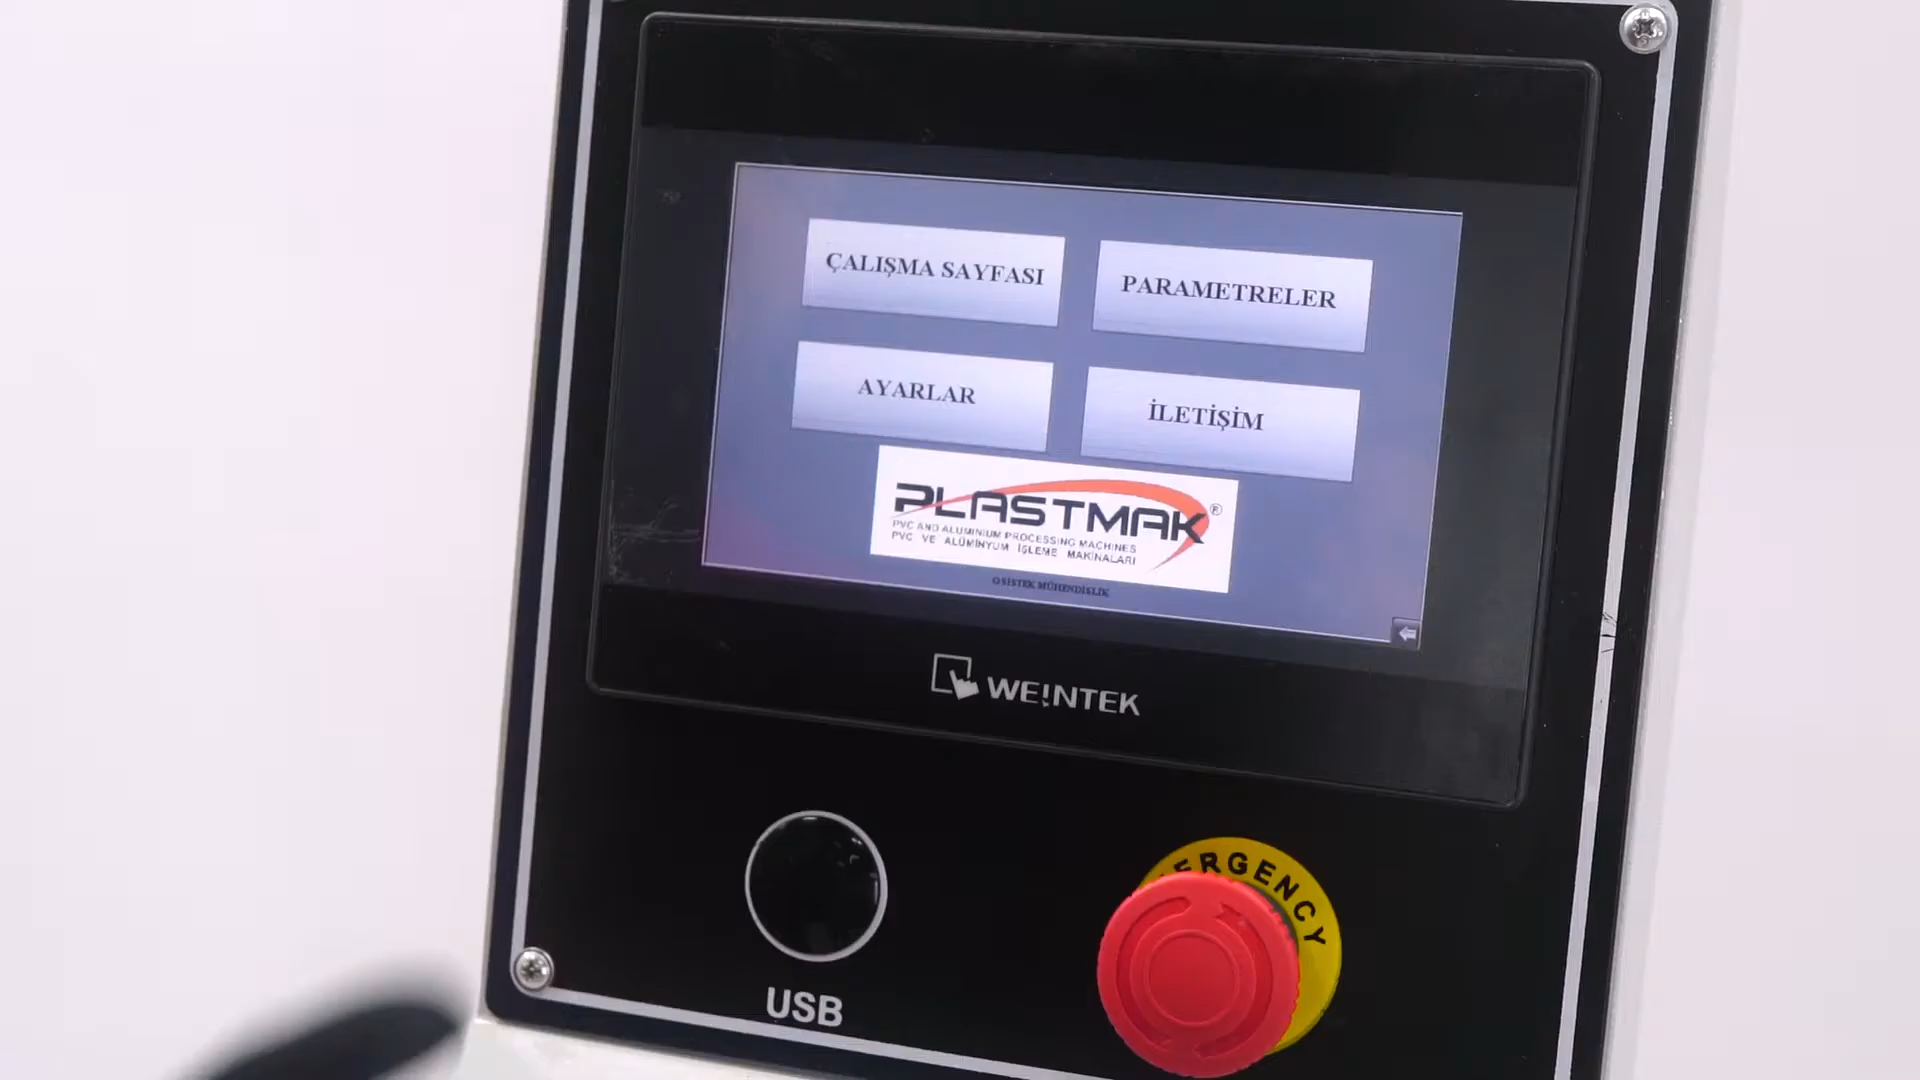 ÇALIŞMA SAYFASI
PARAMETRELER
AYARLAR
İLETİŞİM
PLASTMAK®
PVC AND ALUMINIUM PROCESSING MACHINES
PVC VE ALÜMİNYUM İŞLEME MAKİNALARI
OSİSTEK MÜHENDİSLİK
WEINTEK
USB
ERGENCY